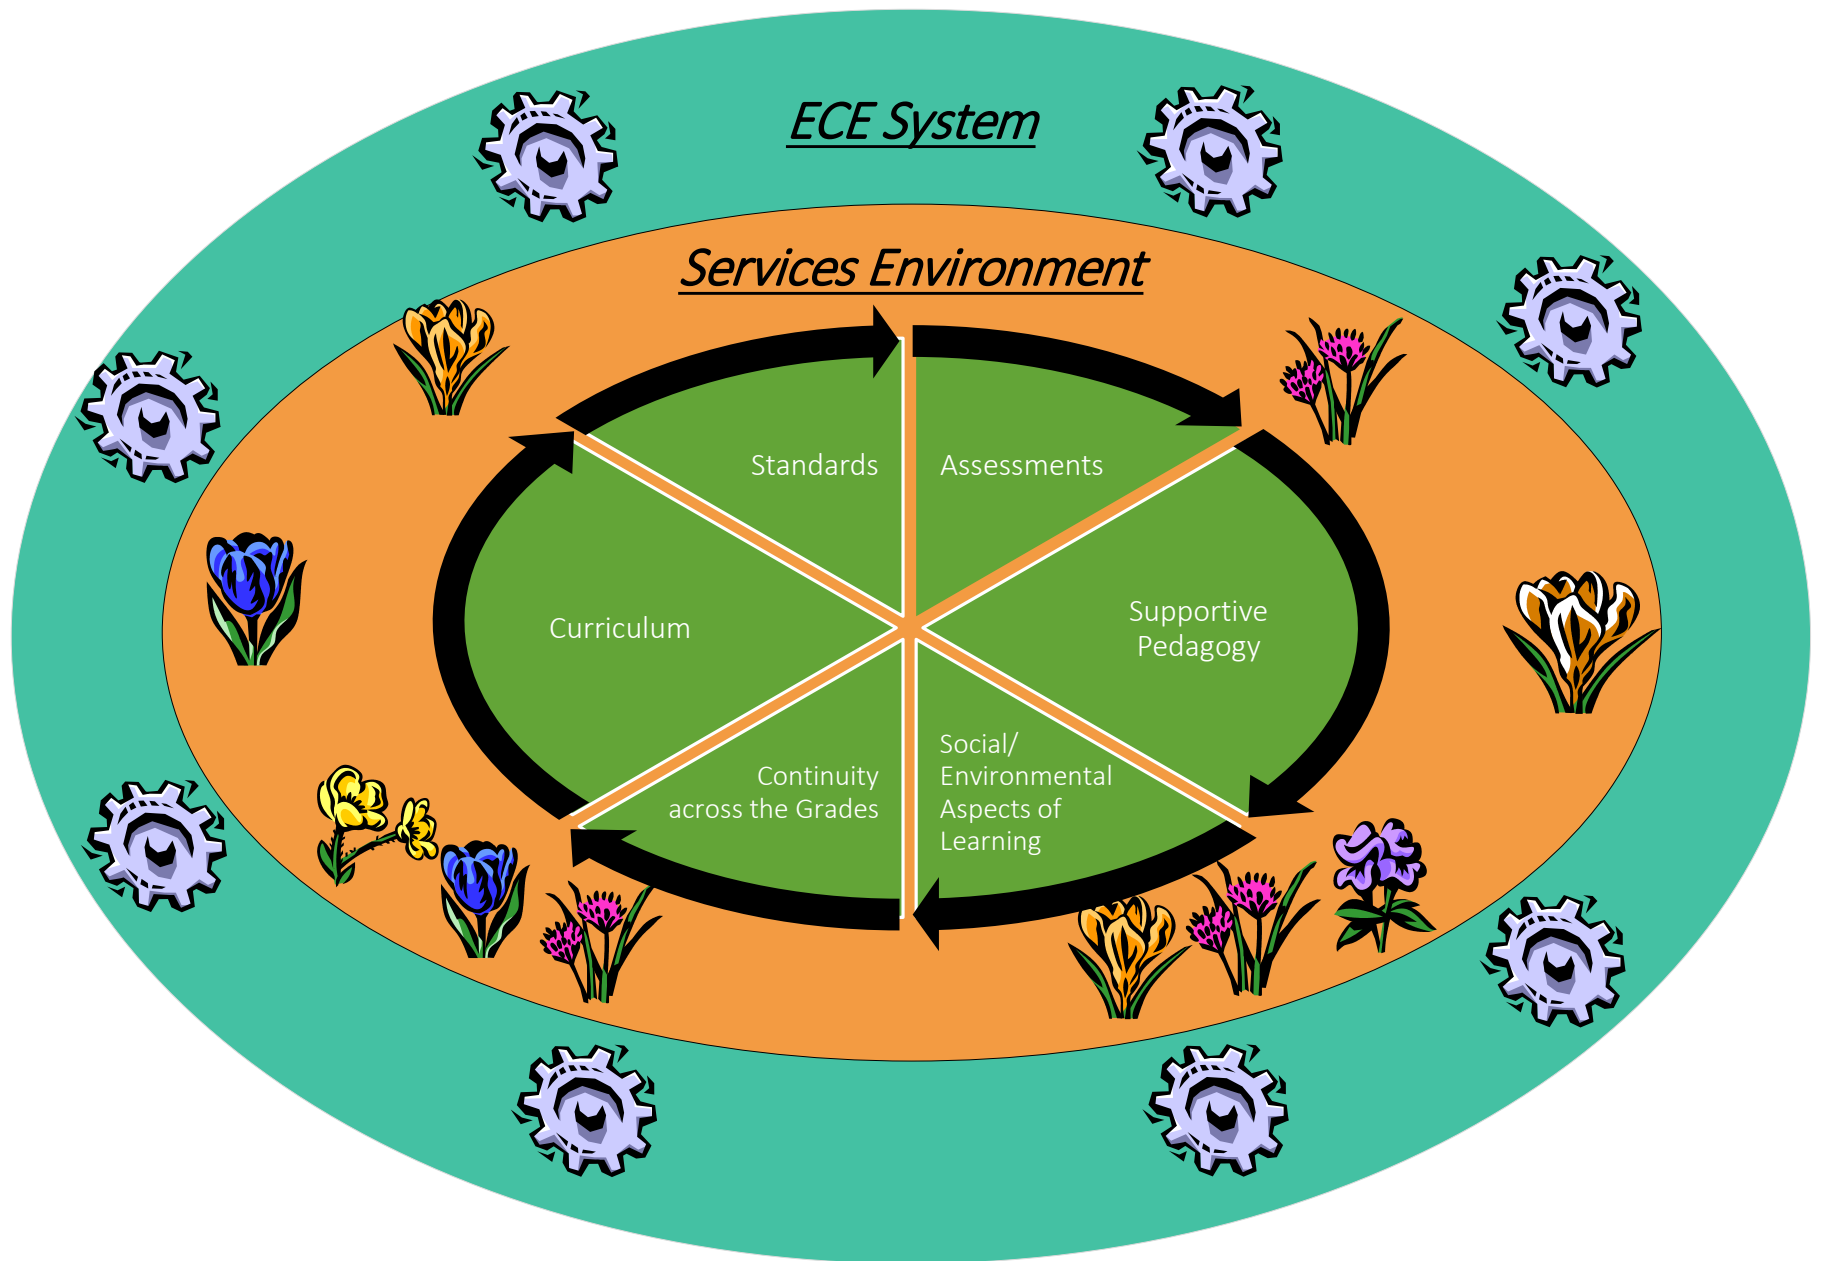 ECE System
Services Environment
Standards
Assessments
Supportive
Pedagogy
Social/
Environmental
Aspects of
Learning
Continuity
across the Grades
Curriculum